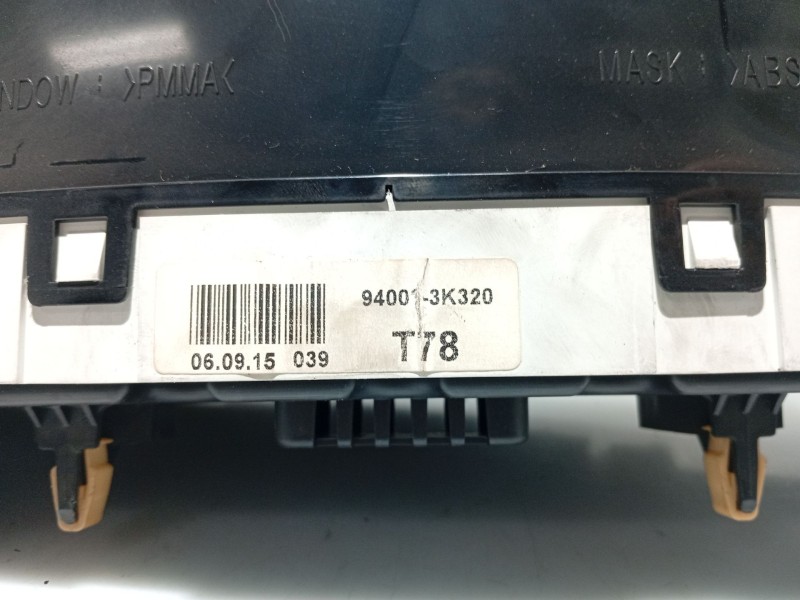 NDOW : >PMMA<
MASK : >ABS
94001-3K320
T78
06.09.15 039